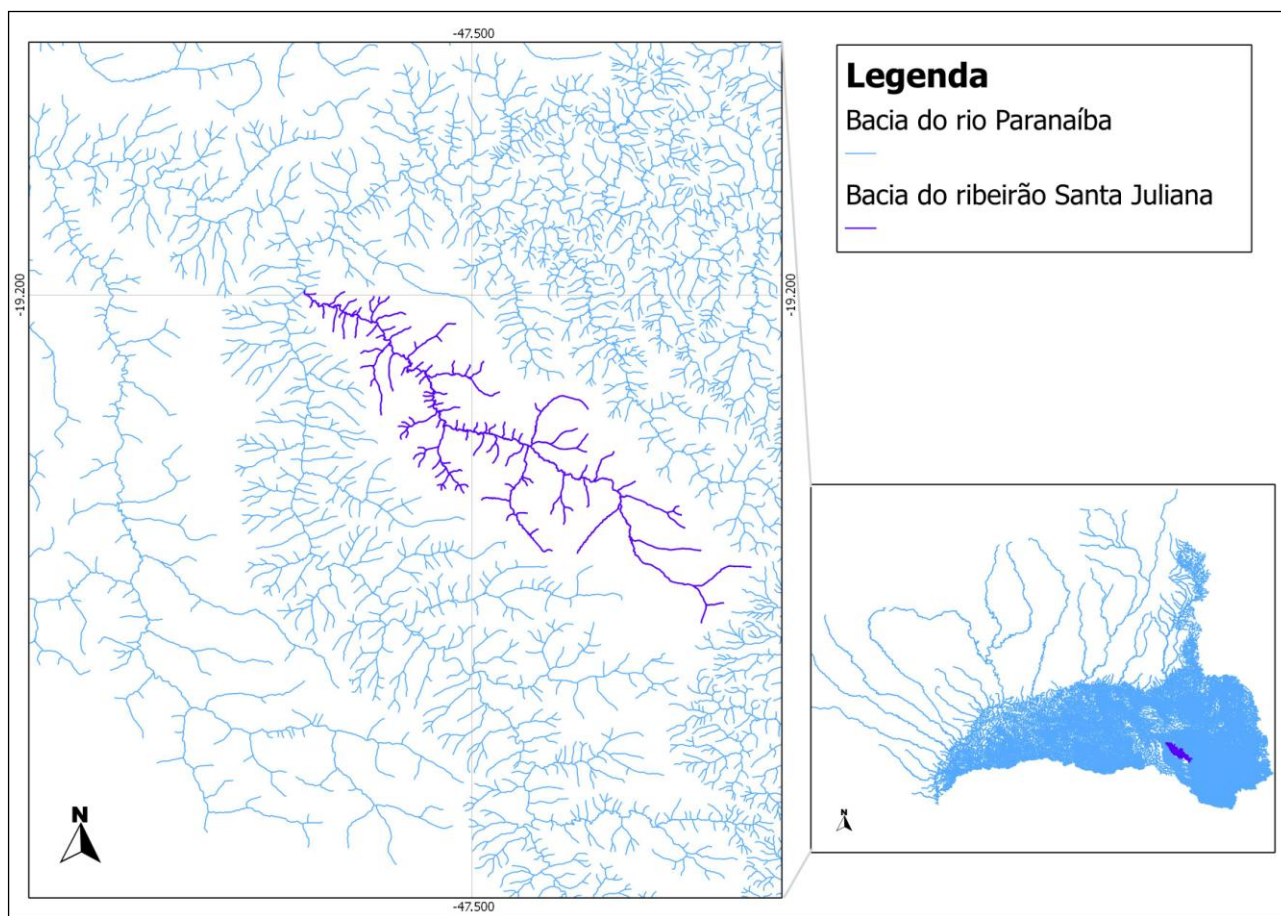 -47.500
Legenda
Bacia do rio Paranaíba
Bacia do ribeirão Santa Juliana
-19.200
-19.200
N
N
-47.500